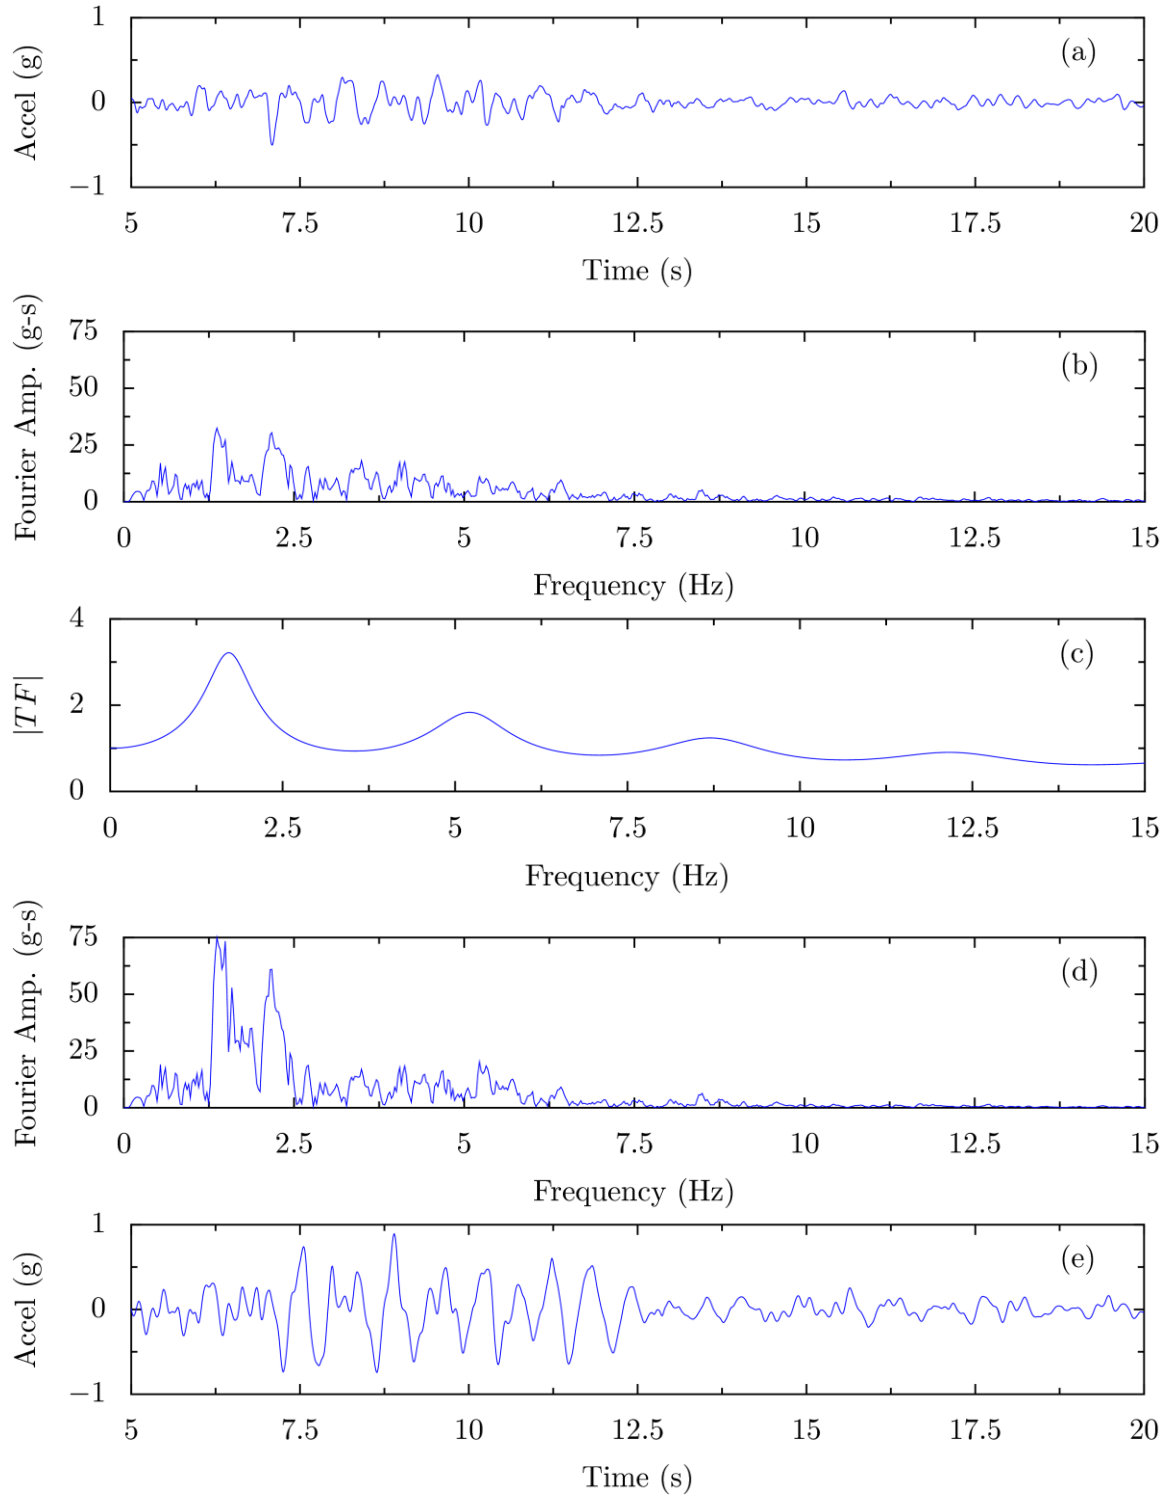 Accel (g)
1
0
−1
(a)
5 7.5 10 12.5 15 17.5 20
Time (s)
Fourier Amp. (g-s)
75
50
25
0
(b)
0 2.5 5 7.5 10 12.5 15
Frequency (Hz)
|TF|
4
2
0
(c)
0 2.5 5 7.5 10 12.5 15
Frequency (Hz)
Fourier Amp. (g-s)
75
50
25
0
(d)
0 2.5 5 7.5 10 12.5 15
Frequency (Hz)
Accel (g)
1
0
−1
(e)
5 7.5 10 12.5 15 17.5 20
Time (s)